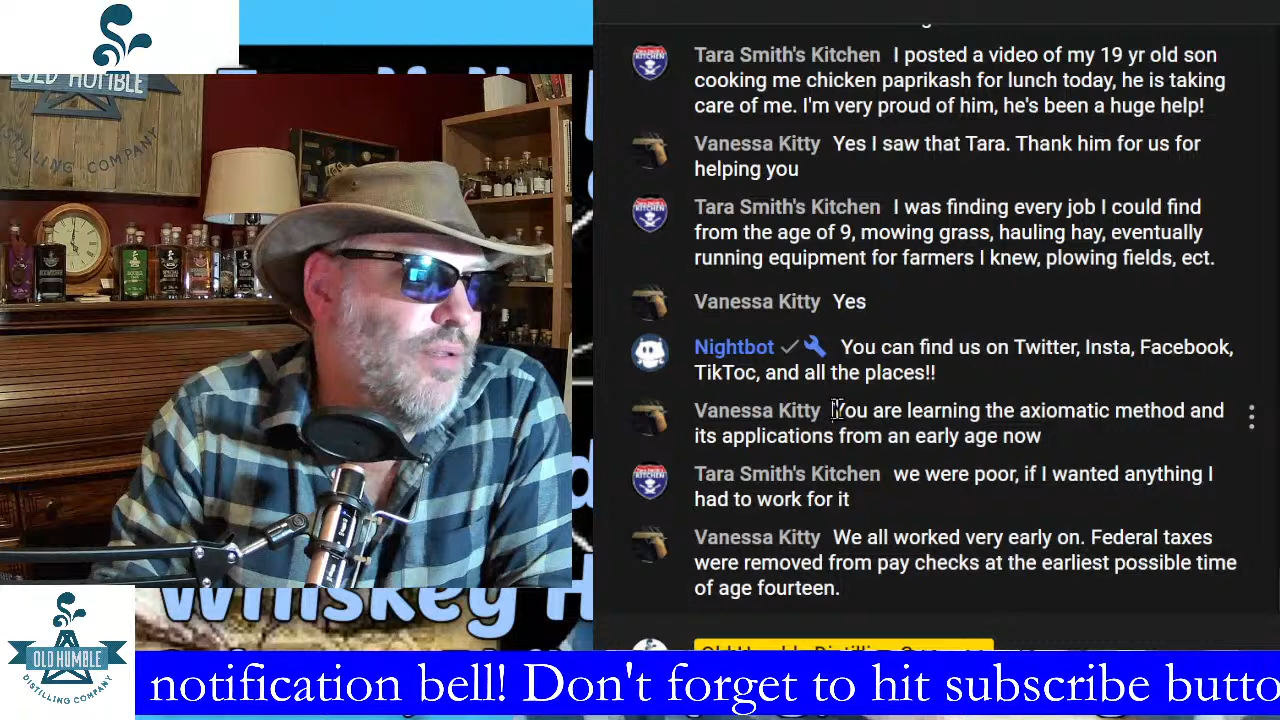 OLD HUMBLE
DISTILLING COMPANY
Tara Smith's Kitchen I posted a video of my 19 yr old son
cooking me chicken paprikash for lunch today, he is taking
care of me. I'm very proud of him, he's been a huge help!
Vanessa Kitty Yes I saw that Tara. Thank him for us for
helping you
Tara Smith's Kitchen I was finding every job I could find
from the age of 9, mowing grass, hauling hay, eventually
running equipment for farmers I knew, plowing fields, ect.
Vanessa Kitty Yes
Nightbot You can find us on Twitter, Insta, Facebook,
TikToc, and all the places!!
Vanessa Kitty You are learning the axiomatic method and
its applications from an early age now
Tara Smith's Kitchen we were poor, if I wanted anything I
had to work for it
Vanessa Kitty We all worked very early on. Federal taxes
were removed from pay checks at the earliest possible time
of age fourteen.
Whiskey H
OLD HUMBLE
DISTILLING COMPANY
notification bell! Don't forget to hit subscribe butto